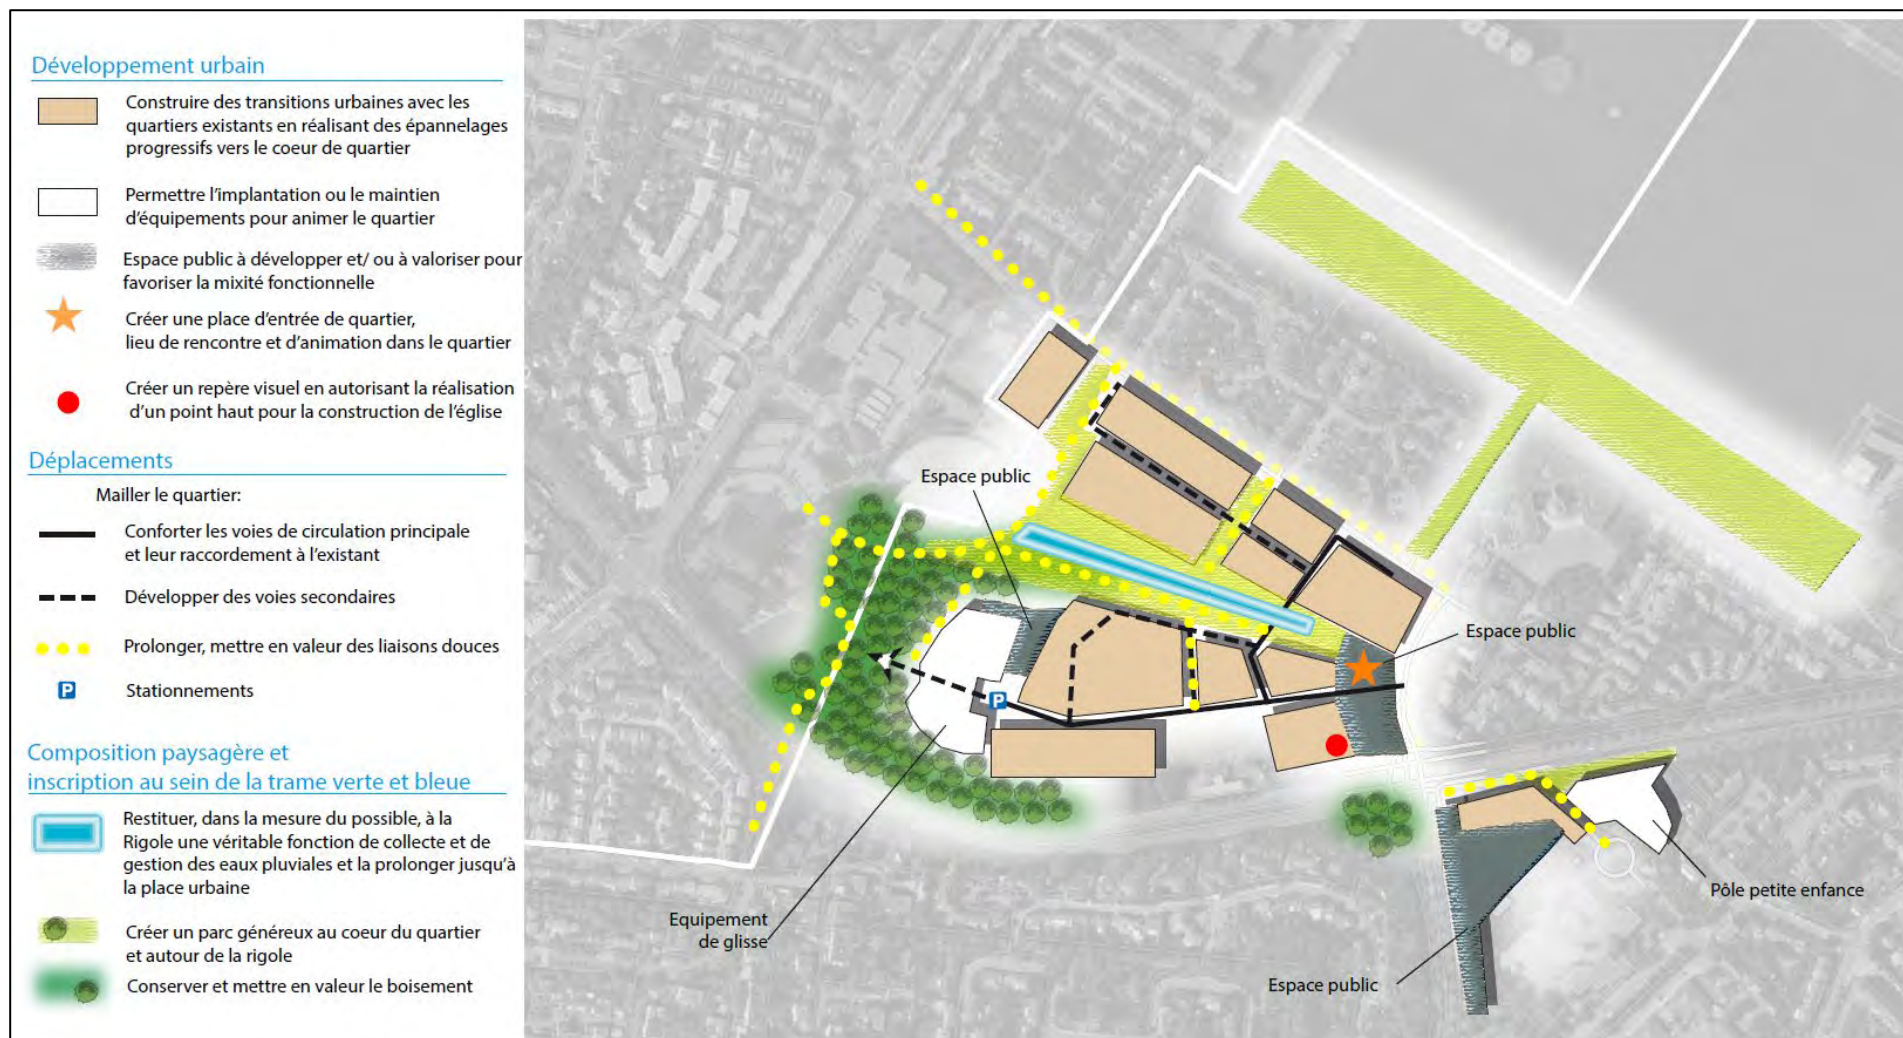 Développement urbain
Construire des transitions urbaines avec les
quartiers existants en réalisant des épannelages
progressifs vers le coeur de quartier
Permettre l'implantation ou le maintien
d'équipements pour animer le quartier
Espace public à développer et/ ou à valoriser pour
favoriser la mixité fonctionnelle
Créer une place d'entrée de quartier,
lieu de rencontre et d'animation dans le quartier
Créer un repère visuel en autorisant la réalisation
d'un point haut pour la construction de l'église
Déplacements
Mailler le quartier:
Conforter les voies de circulation principale
et leur raccordement à l'existant
Développer des voies secondaires
Prolonger, mettre en valeur des liaisons douces
P
Stationnements
Composition paysagère et
inscription au sein de la trame verte et bleue
Restituer, dans la mesure du possible, à la
Rigole une véritable fonction de collecte et de
gestion des eaux pluviales et la prolonger jusqu'à
la place urbaine
Créer un parc généreux au coeur du quartier
et autour de la rigole
Conserver et mettre en valeur le boisement
Espace public
Espace public
P
Pôle petite enfance
Equipement
de glisse
Espace public